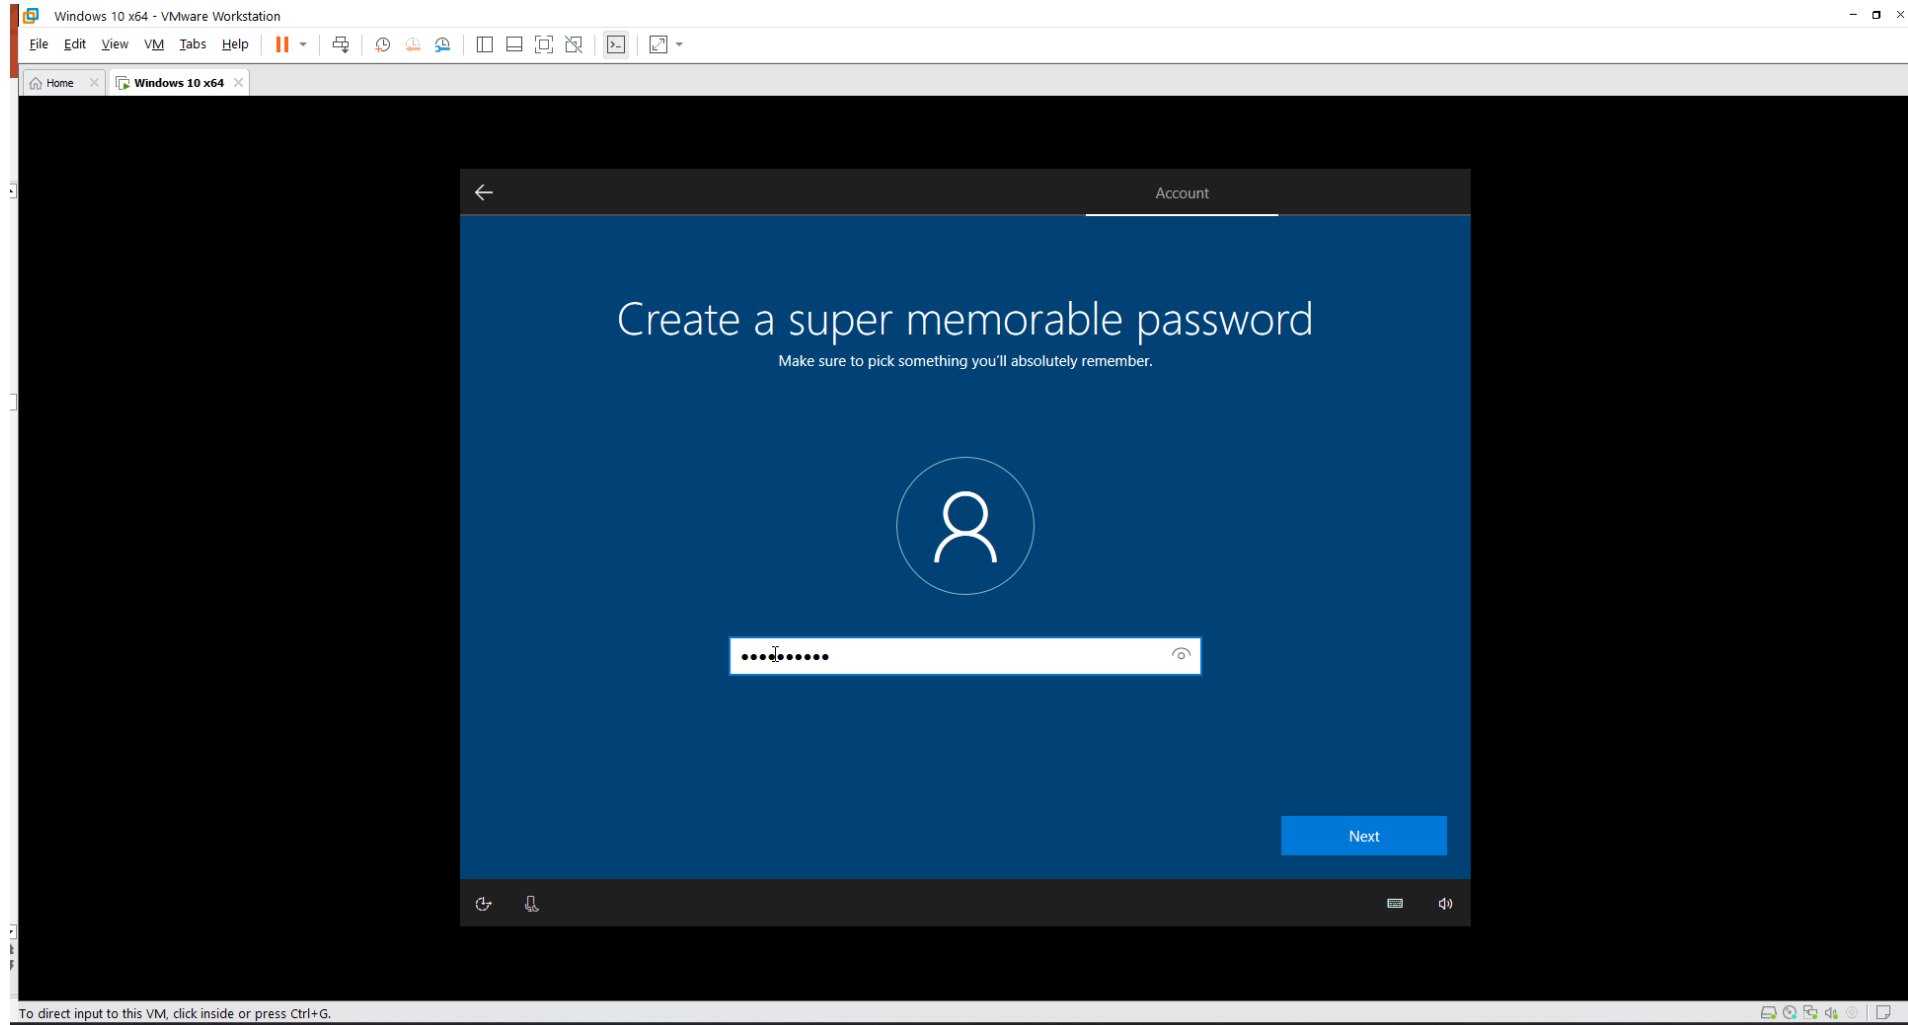 Windows 10 x64 - VMware Workstation
File Edit View VM Tabs Help
Home Windows 10 x64
Account
Create a super memorable password
Make sure to pick something you'll absolutely remember.
••••••••••
Next
To direct input to this VM, click inside or press Ctrl+G.